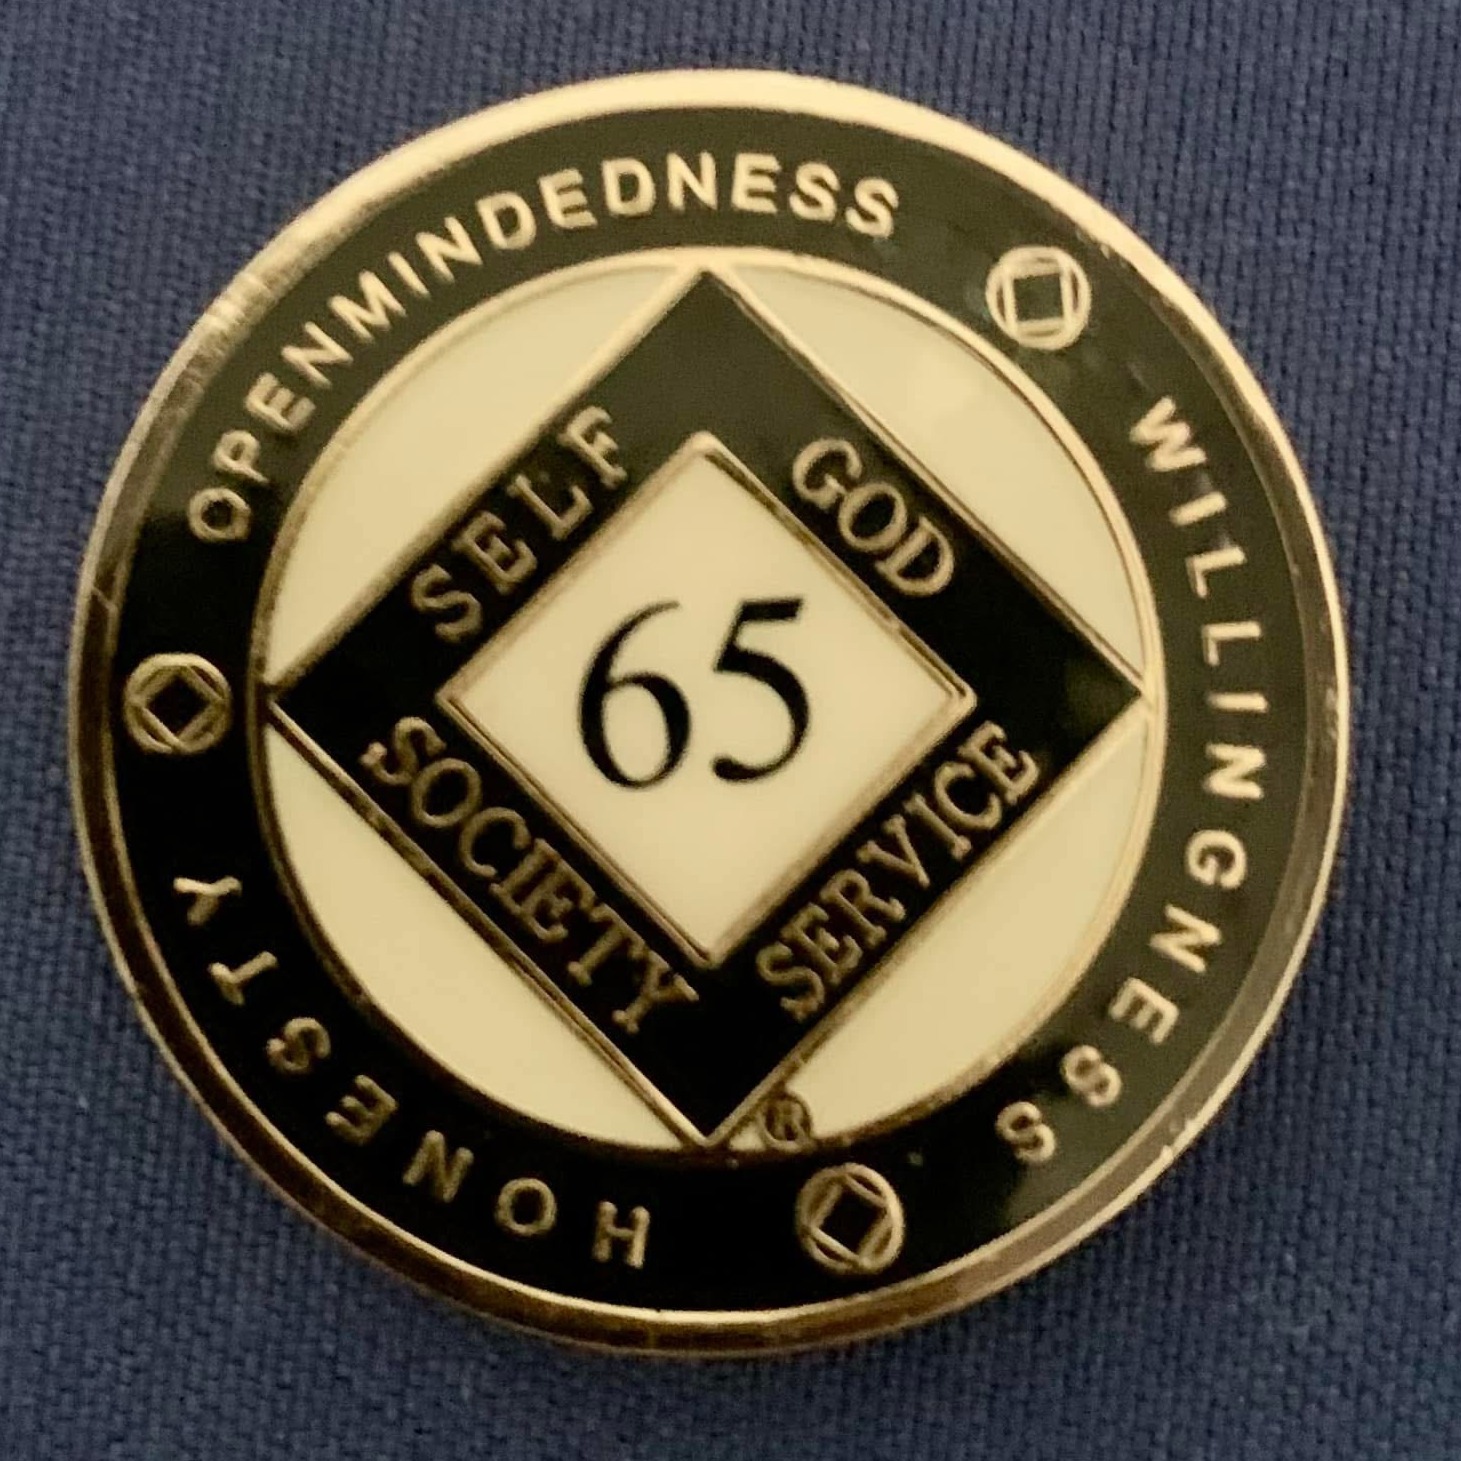 OPENMINDEDNESS
WILLINGNESS
HONESTY
SELF
GOD
65
SOCIETY
SERVICE
®